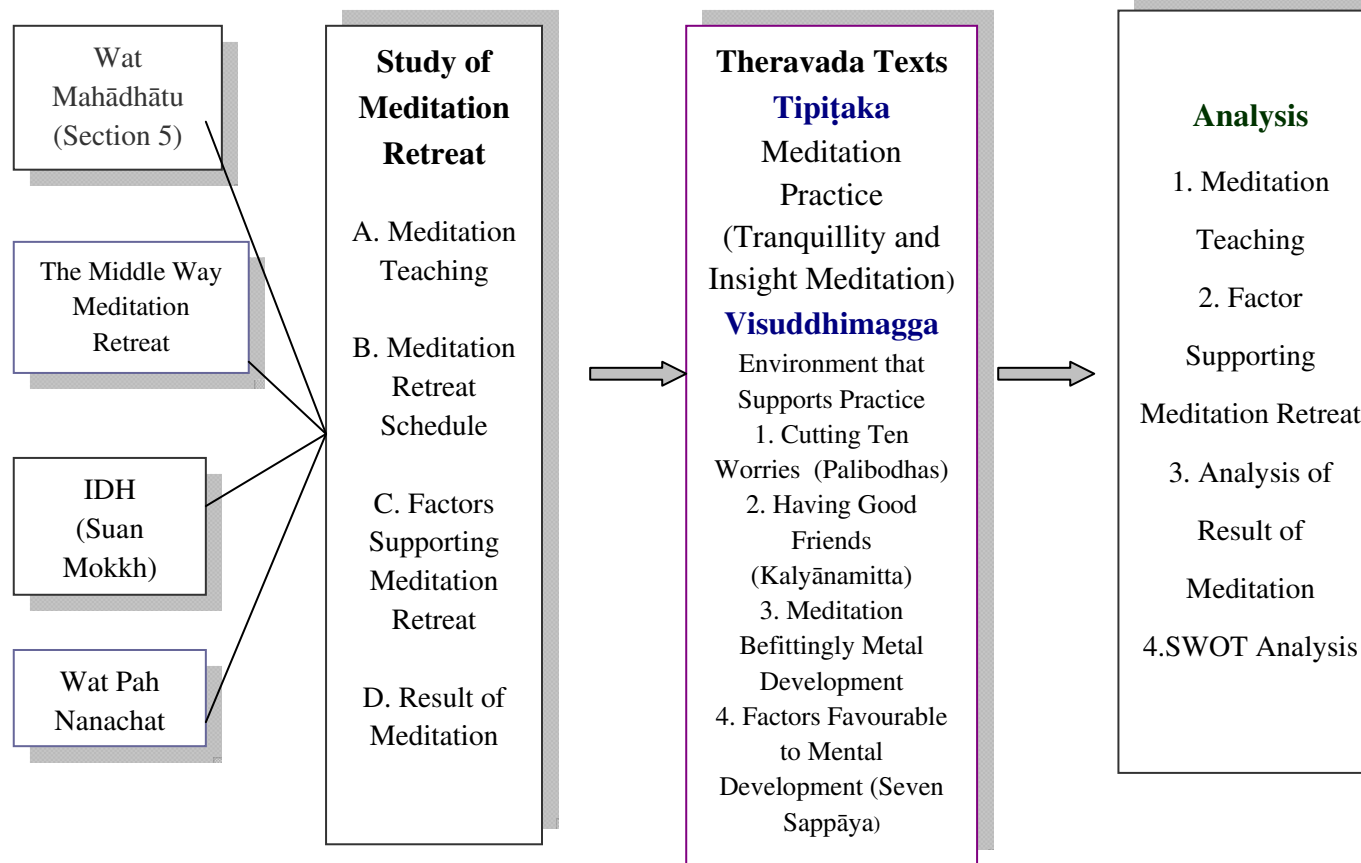 Wat
Mahādhātu
(Section 5)
The Middle Way
Meditation
Retreat
IDH
(Suan
Mokkh)
Wat Pah
Nanachat
Study of
Meditation
Retreat
A. Meditation
Teaching
B. Meditation
Retreat
Schedule
C. Factors
Supporting
Meditation
Retreat
D. Result of
Meditation
Theravada Texts
Tipiṭaka
Meditation
Practice
(Tranquillity and
Insight Meditation)
Visuddhimagga
Environment that
Supports Practice
1. Cutting Ten
Worries (Palibodhas)
2. Having Good
Friends
(Kalyānamitta)
3. Meditation
Befittingly Metal
Development
4. Factors Favourable
to Mental
Development (Seven
Sappāya)
Analysis
1. Meditation
Teaching
2. Factor
Supporting
Meditation Retreat
3. Analysis of
Result of
Meditation
4.SWOT Analysis